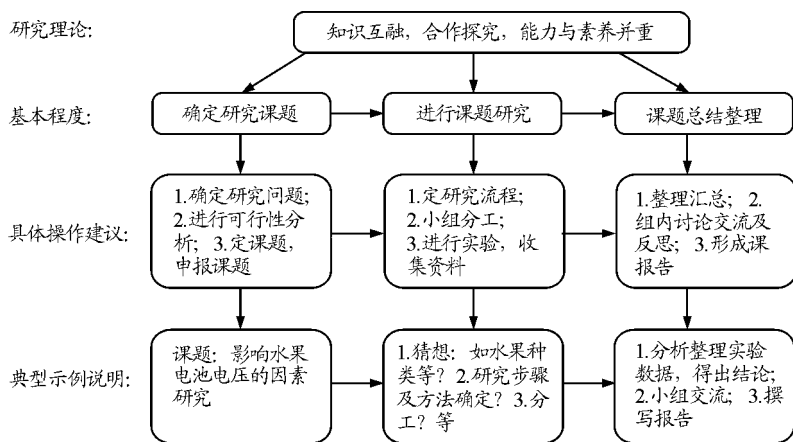 研究理论:
知识互融，合作探究，能力与素养并重
基本程度:
确定研究课题
进行课题研究
课题总结整理
具体操作建议:
1.确定研究问题;
2.进行可行性分
析; 3.定课题,
申报课题
1.定研究流程;
2.小组分工;
3.进行实验，收
集资料
1.整理汇总; 2.
组内讨论交流及
反思; 3.形成课
报告
典型示例说明:
课题: 影响水果
电池电压的因素
研究
1.猜想: 如水果种
类等? 2.研究步骤
及方法确定? 3.分
工? 等
1.分析整理实验
数据，得出结论;
2.小组交流; 3.撰
写报告